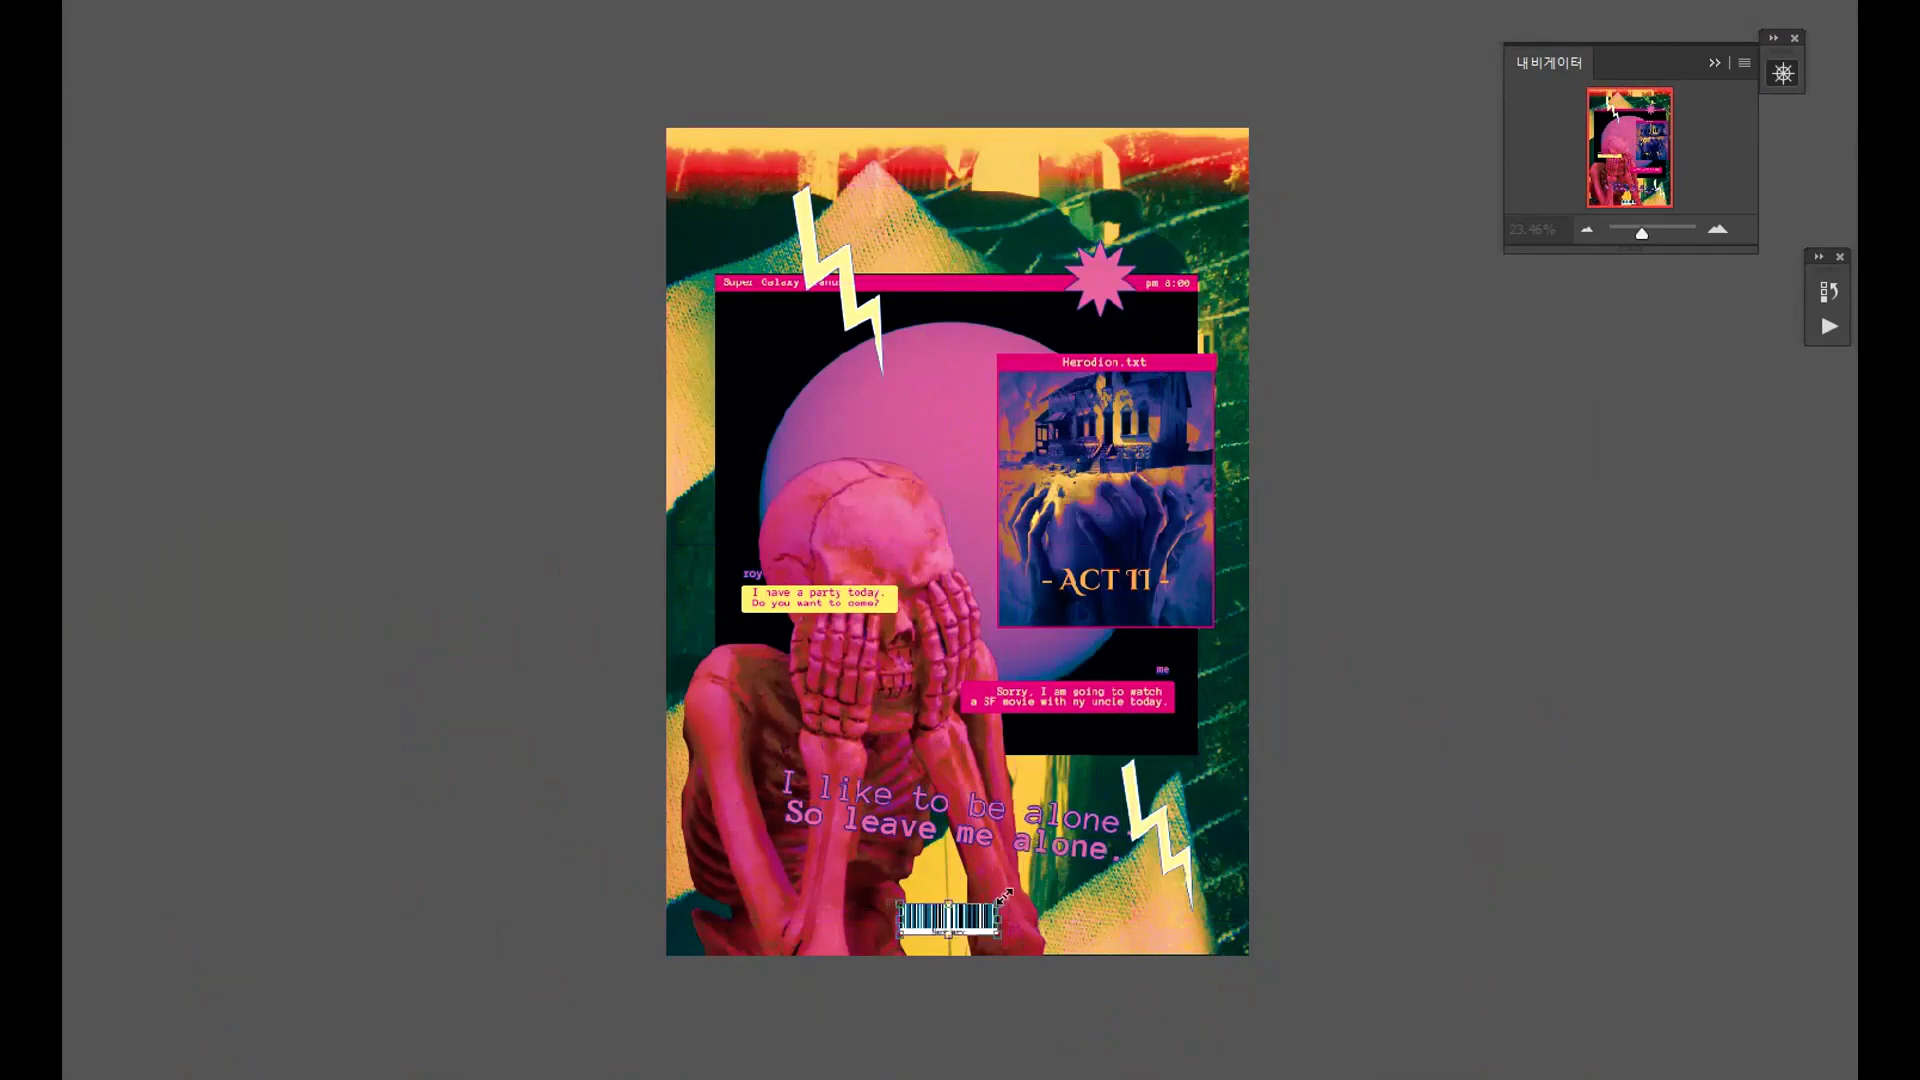 내비게이터
23.46%
Super Galaxy
pm 8:00
Herodion.txt
- ACT II -
roy
I have a party today.
Do you want to come?
me
Sorry, I am going to watch
a SF movie with my uncle today.
I like to be alone.
So leave me alone.